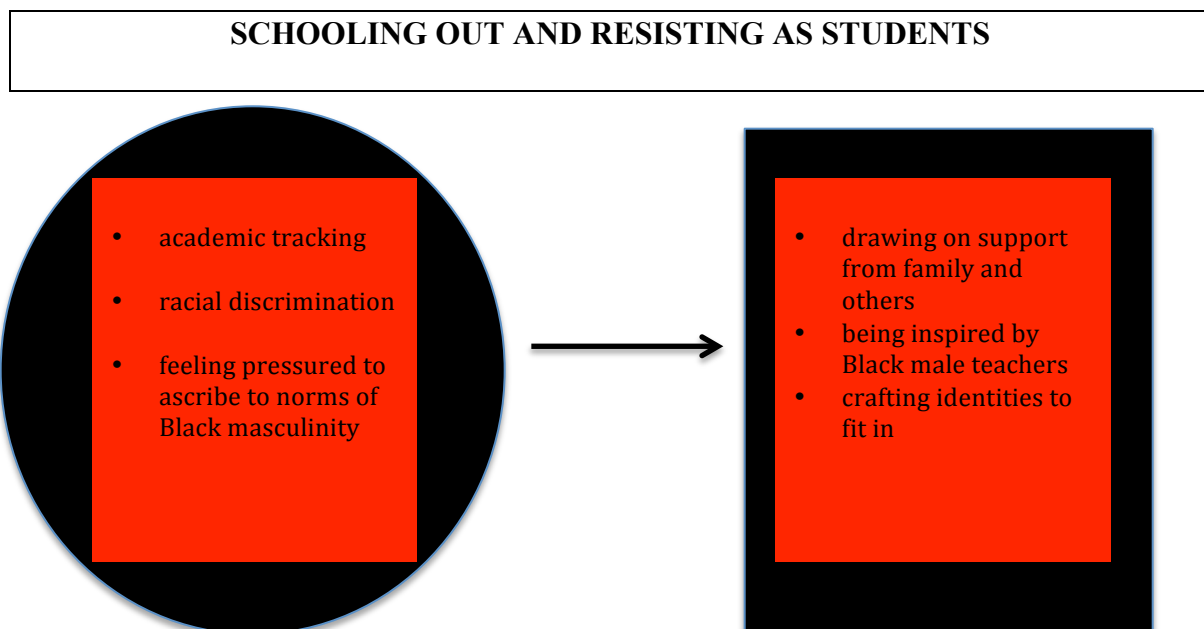 SCHOOLING OUT AND RESISTING AS STUDENTS
• academic tracking
• racial discrimination
• feeling pressured to
ascribe to norms of
Black masculinity
• drawing on support
from family and
others
• being inspired by
Black male teachers
• crafting identities to
fit in